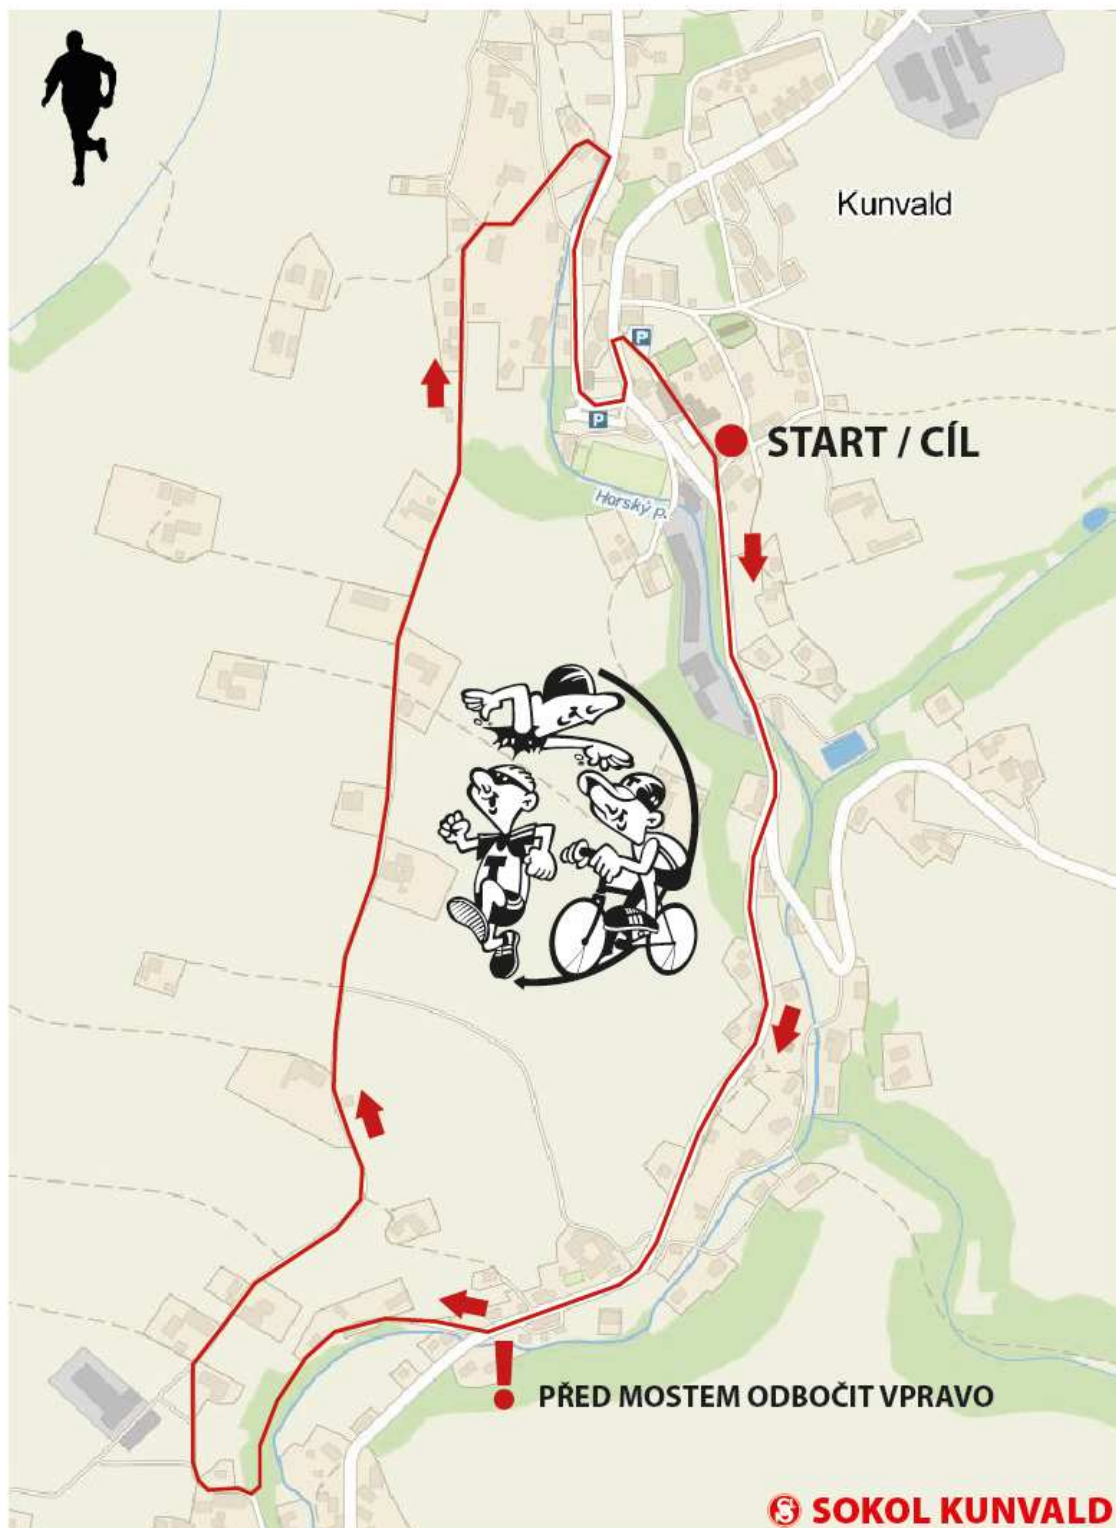 Kunvald
P
START / CÍL
P
Horský p.
T
T
PŘED MOSTEM ODBOČIT VPRAVO
SOKOL KUNVALD